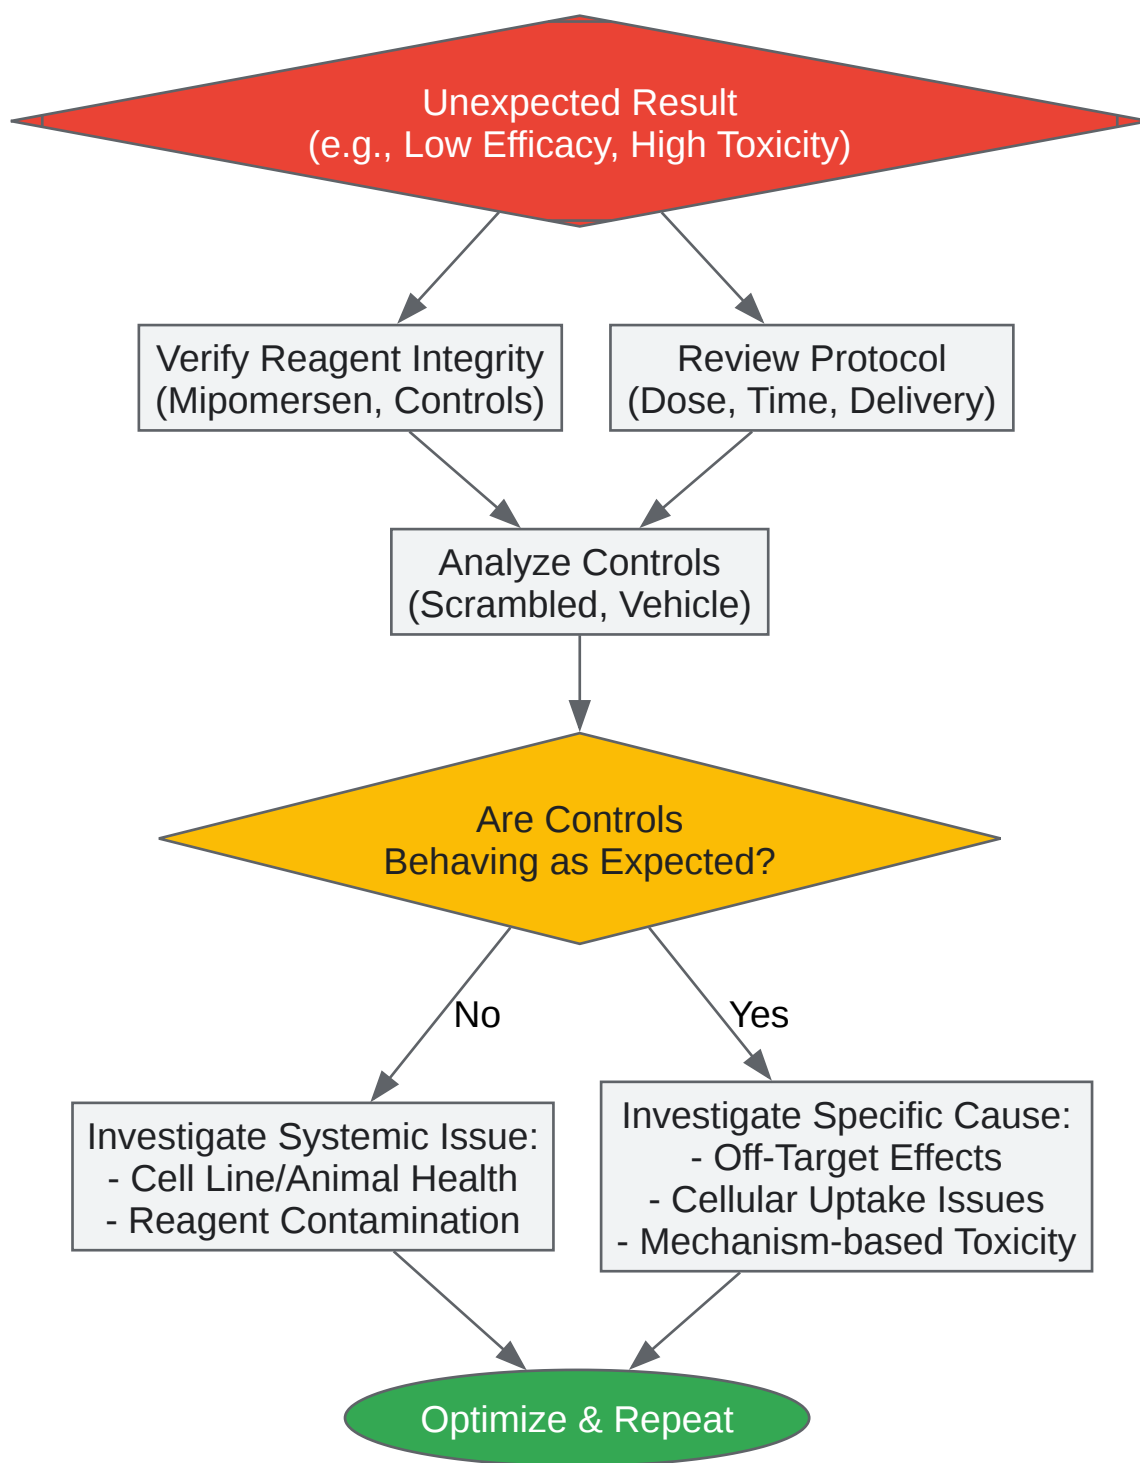 Unexpected Result
(e.g., Low Efficacy, High Toxicity)
Verify Reagent Integrity
(Mipomersen, Controls)
Review Protocol
(Dose, Time, Delivery)
Analyze Controls
(Scrambled, Vehicle)
Are Controls
Behaving as Expected?
No
Yes
Investigate Systemic Issue:
- Cell Line/Animal Health
- Reagent Contamination
Investigate Specific Cause:
- Off-Target Effects
- Cellular Uptake Issues
- Mechanism-based Toxicity
Optimize & Repeat